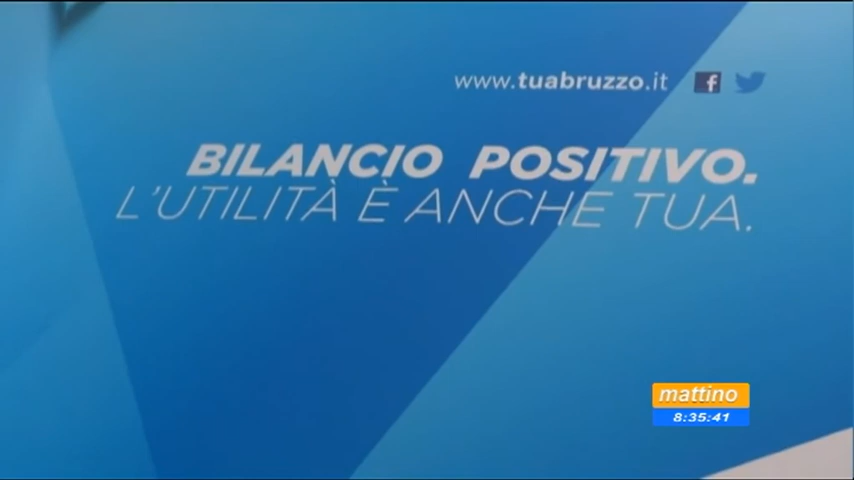 www.tuabruzzo.it
BILANCIO POSITIVO.
L'UTILITÀ È ANCHE TUA.
mattino
8:35:41